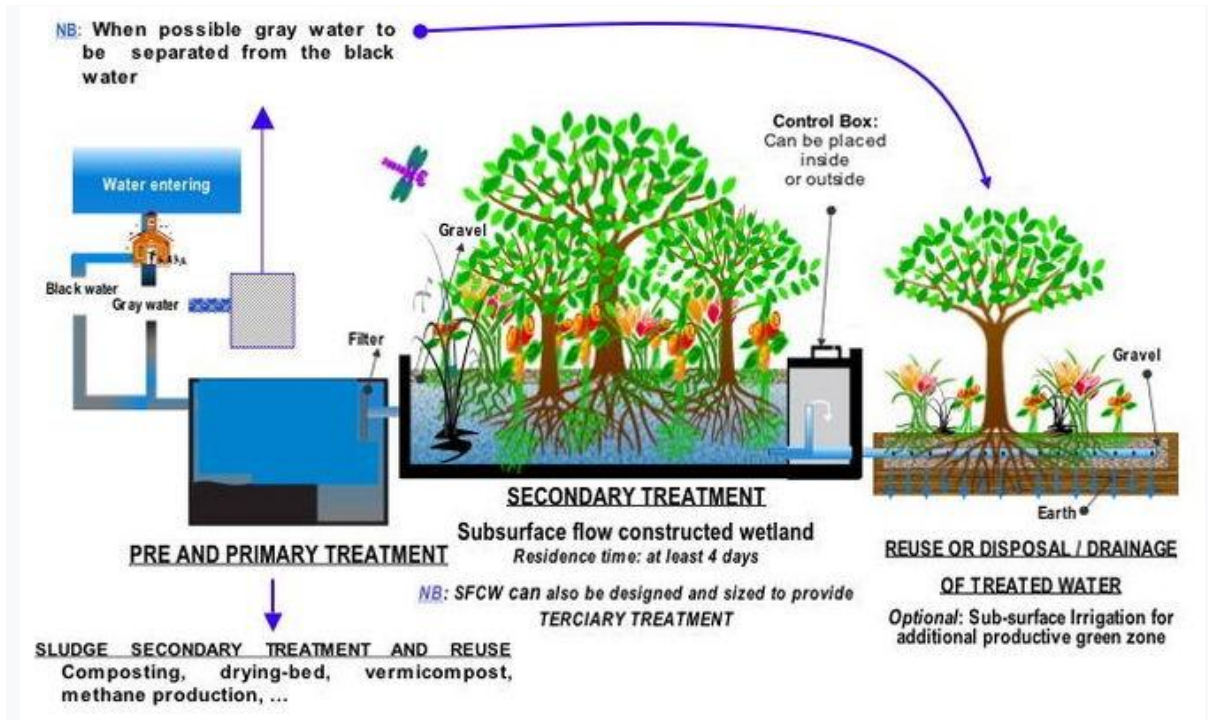 NB: When possible gray water to
be separated from the black
water
Control Box:
Can be placed
inside
or outside
Water entering
Gravel
Black water
Gray water
Filter
Gravel
SECONDARY TREATMENT
Earth
Subsurface flow constructed wetland
PRE AND PRIMARY TREATMENT
Residence time: at least 4 days
REUSE OR DISPOSAL / DRAINAGE
OF TREATED WATER
NB: SFCW can also be designed and sized to provide
TERCIARY TREATMENT
Optional: Sub-surface Irrigation for
additional productive green zone
SLUDGE SECONDARY TREATMENT AND REUSE
Composting, drying-bed, vermicompost,
methane production, ...